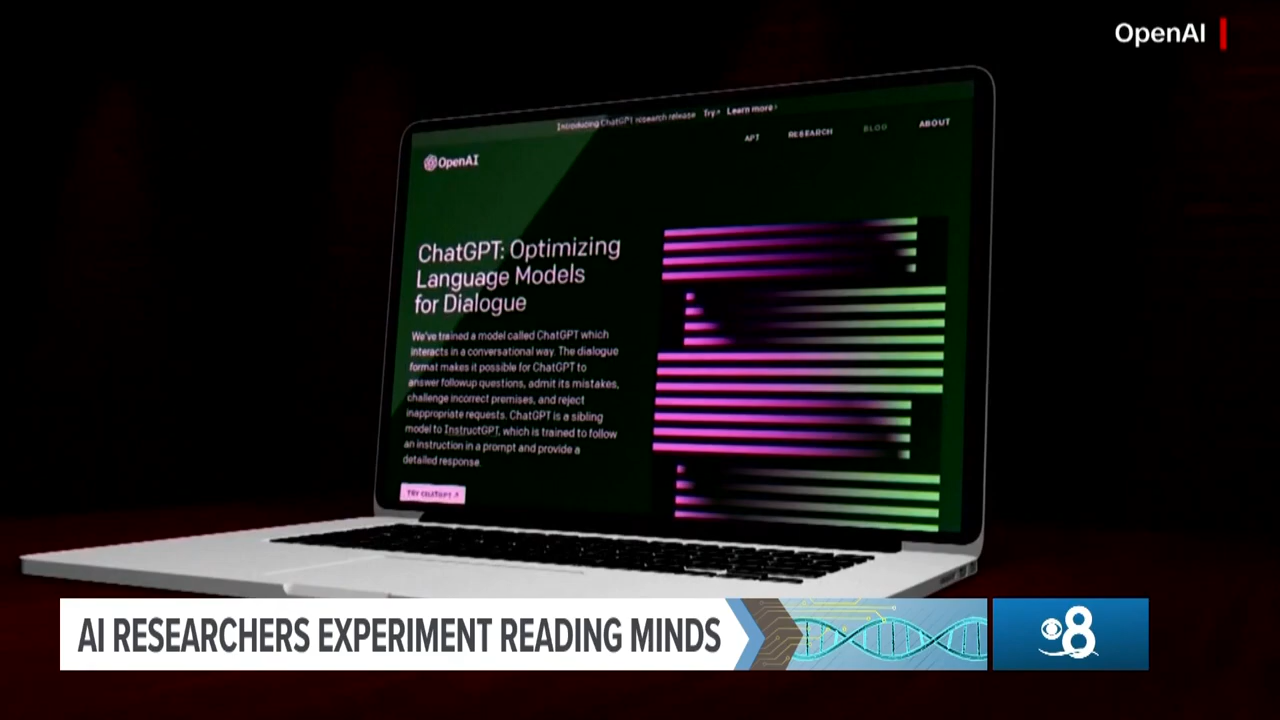 OpenAI
Introducing ChatGPT research release Try Learn more
API RESEARCH BLOG ABOUT
OpenAI
ChatGPT: Optimizing
Language Models
for Dialogue
We've trained a model called ChatGPT which
interacts in a conversational way. The dialogue
format makes it possible for ChatGPT to
answer followup questions, admit its mistakes,
challenge incorrect premises, and reject
inappropriate requests. ChatGPT is a sibling
model to InstructGPT, which is trained to follow
an instruction in a prompt and provide a
detailed response.
TRY CHATGPT ↗
AI RESEARCHERS EXPERIMENT READING MINDS
8